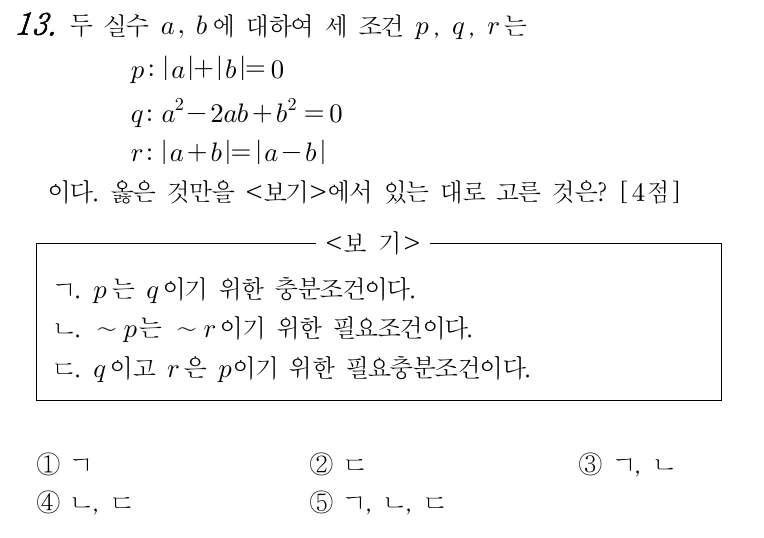 13. 두 실수 a, b에 대하여 세 조건 p, q, r는
p: |a|+|b|=0
q: a²-2ab+b²=0
r: |a+b|=|a-b|
이다. 옳은 것만을 <보기>에서 있는 대로 고른 것은? [4점]
<보 기>
ㄱ. p는 q이기 위한 충분조건이다.
ㄴ. ~p는 ~r이기 위한 필요조건이다.
ㄷ. q이고 r은 p이기 위한 필요충분조건이다.
① ㄱ ② ㄷ ③ ㄱ, ㄴ
④ ㄴ, ㄷ ⑤ ㄱ, ㄴ, ㄷ